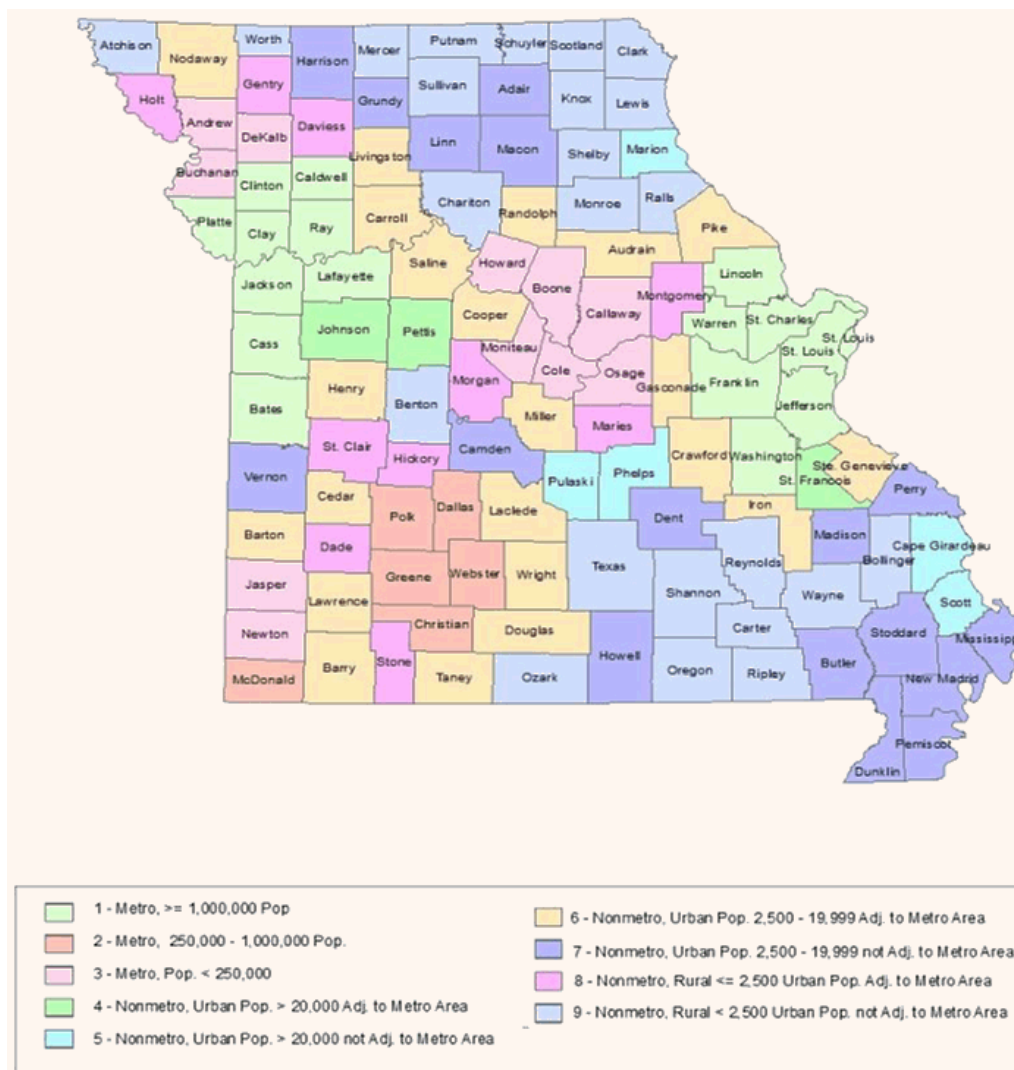 Atchison
Nodaway
Worth
Harrison
Mercer
Putnam
Schuyler
Scotland
Clark
Holt
Gentry
Grundy
Sullivan
Adair
Knox
Lewis
Andrew
DeKalb
Daviess
Livingston
Linn
Macon
Shelby
Marion
Buchanan
Clinton
Caldwell
Chariton
Monroe
Ralls
Platte
Clay
Ray
Carroll
Randolph
Audrain
Pike
Jackson
Lafayette
Saline
Howard
Boone
Callaway
Montgomery
Lincoln
Cass
Johnson
Pettis
Cooper
Moniteau
Cole
Osage
Gasconade
Warren
St. Charles
St. Louis
St. Louis
Franklin
Jefferson
Bates
Henry
Benton
Morgan
Miller
Maries
Vernon
St. Clair
Hickory
Camden
Pulaski
Phelps
Crawford
Washington
St. Francois
Ste. Genevieve
Perry
Cedar
Polk
Dallas
Laclede
Dent
Iron
Madison
Bollinger
Cape Girardeau
Barton
Dade
Greene
Webster
Wright
Texas
Shannon
Reynolds
Wayne
Scott
Jasper
Lawrence
Christian
Douglas
Carter
Stoddard
Mississipp
Newton
McDonald
Barry
Stone
Taney
Ozark
Howell
Oregon
Ripley
Butler
New Madrid
Pemiscot
Dunklin
1 - Metro, >= 1,000,000 Pop
2 - Metro, 250,000 - 1,000,000 Pop.
3 - Metro, Pop. < 250,000
4 - Nonmetro, Urban Pop. > 20,000 Adj. to Metro Area
5 - Nonmetro, Urban Pop. > 20,000 not Adj. to Metro Area
6 - Nonmetro, Urban Pop. 2,500 - 19,999 Adj. to Metro Area
7 - Nonmetro, Urban Pop. 2,500 - 19,999 not Adj. to Metro Area
8 - Nonmetro, Rural <= 2,500 Urban Pop. Adj. to Metro Area
9 - Nonmetro, Rural < 2,500 Urban Pop. not Adj. to Metro Area